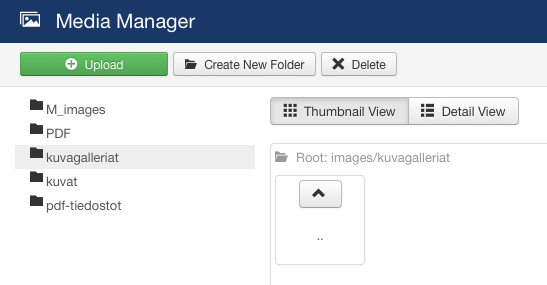 Media Manager
Upload Create New Folder Delete
M_images
PDF
kuvagalleriat
kuvat
pdf-tiedostot
Thumbnail View Detail View
Root: images/kuvagalleriat
..